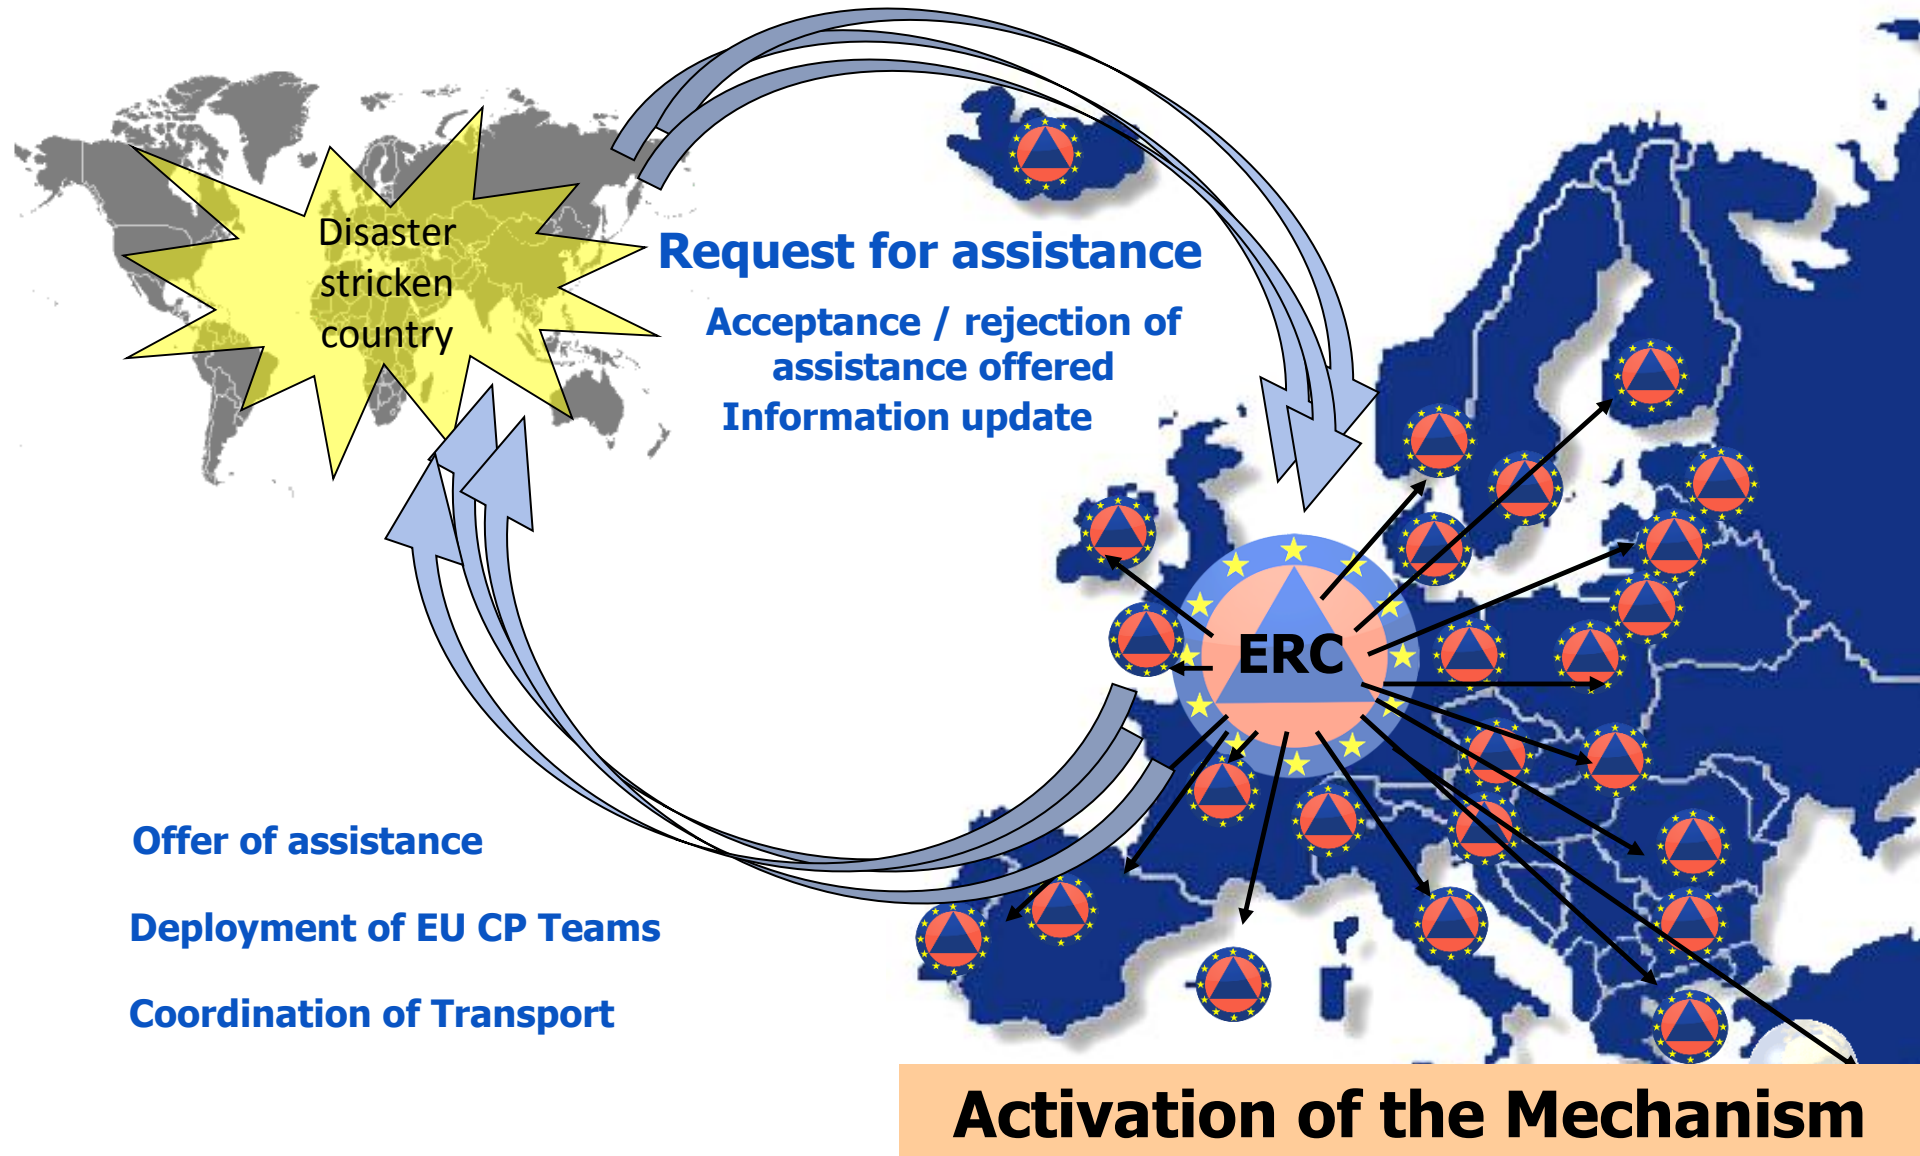 Disaster
stricken
country
Request for assistance
Acceptance / rejection of
assistance offered
Information update
ERC
Offer of assistance
Deployment of EU CP Teams
Coordination of Transport
Activation of the Mechanism